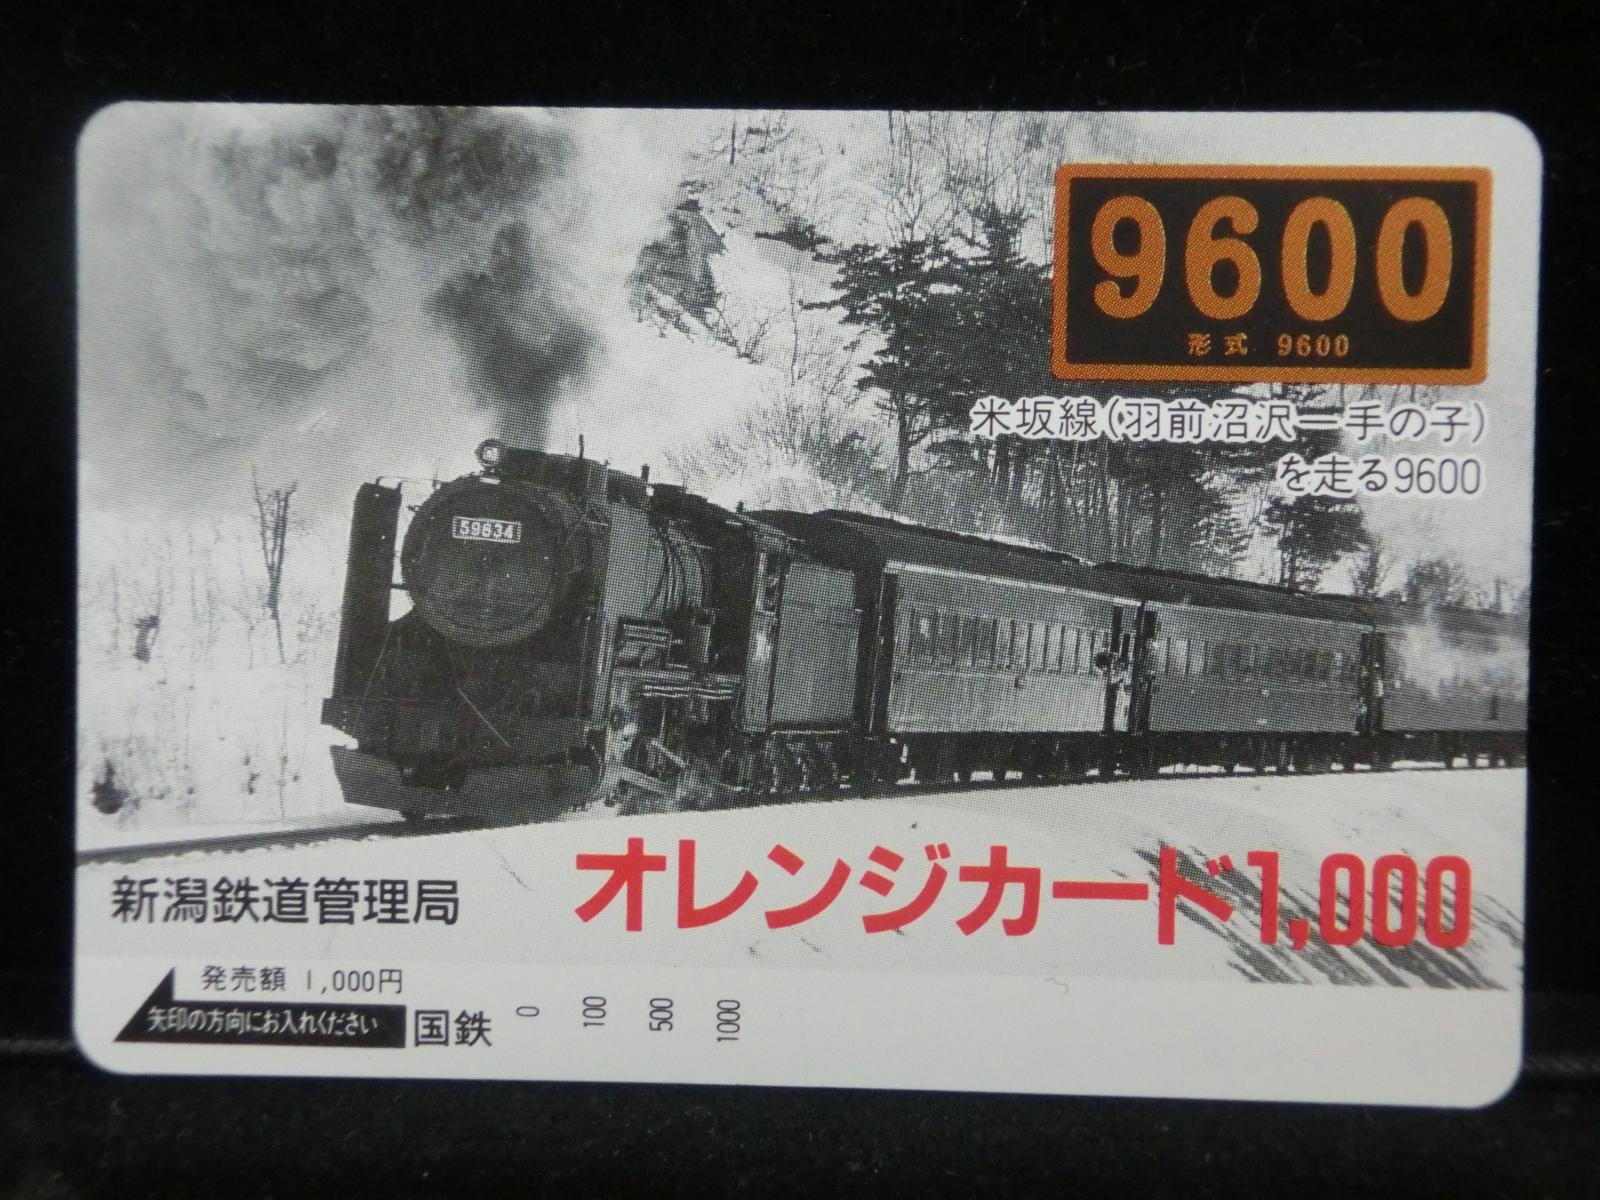 9600
形式 9600
米坂線(羽前沼沢ー手の子)
を走る9600
59834
オレンジカード1,000
新潟鉄道管理局
発売額 1,000円
矢印の方向にお入れください 国鉄 0 100 500 1000